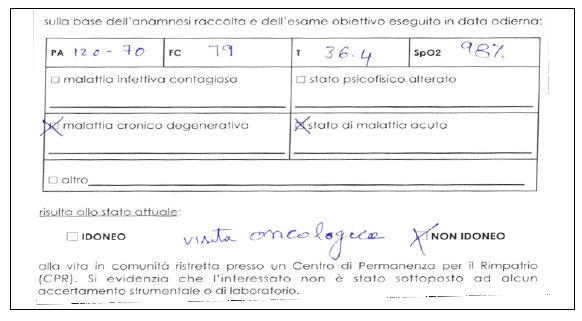 sulla base dell'anamnesi raccolta e dell'esame obiettivo eseguito in data odierna:
PA 120-70 FC 79 T 36.4 SpO2 98%
☐ malattia infettiva contagiosa ☐ stato psicofisico alterato
☒ malattia cronico degenerativa ☒ stato di malattia acuta
☐ altro
risulta allo stato attuale:
☐ IDONEO visita oncologica ☒ NON IDONEO
alla vita in comunità ristretta presso un Centro di Permanenza per il Rimpatrio
(CPR). Si evidenzia che l'interessato non è stato sottoposto ad alcun
accertamento strumentale o di laboratorio.